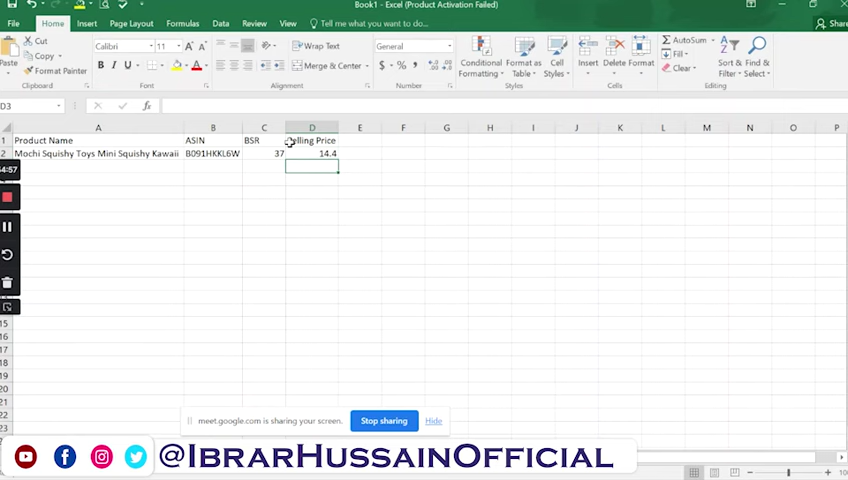 Book1 - Excel (Product Activation Failed)
File Home Insert Page Layout Formulas Data Review View Tell me what you want to do... Share
Cut
Copy
Paste
Format Painter
Clipboard
Calibri 11
B I U
Font
Wrap Text
Merge & Center
Alignment
General
$ % ,
Number
Conditional Formatting
Format as Table
Cell Styles
Styles
Insert Delete Format
Cells
AutoSum
Fill
Clear
Sort & Filter
Find & Select
Editing
D3 fx
A B C D E F G H I J K L M N O P
1 Product Name ASIN BSR Selling Price
2 Mochi Squishy Toys Mini Squishy Kawaii B091HKKL6W 37 14.4
4:57
15
16
17
18
19
20
21
22
23
meet.google.com is sharing your screen. Stop sharing Hide
@IbrarHussainOfficial